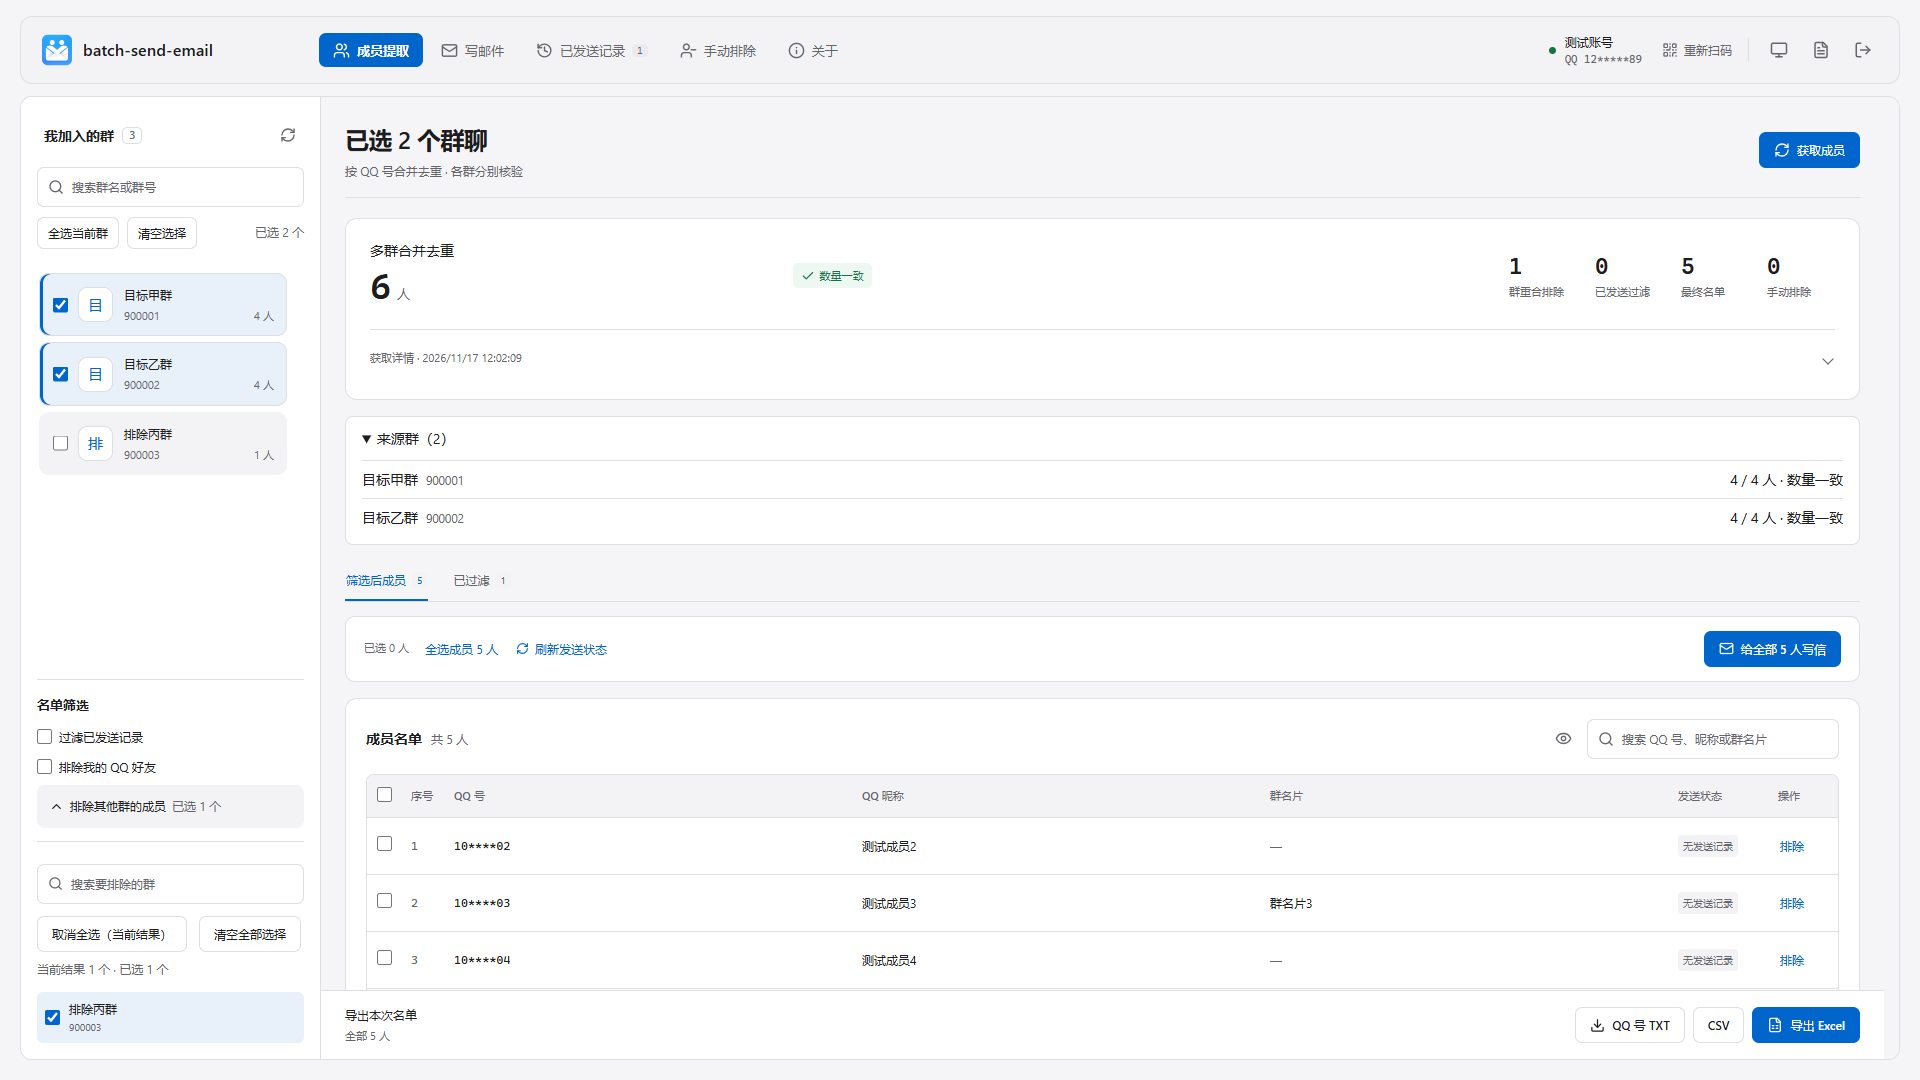 batch-send-email
成员提取
写邮件
已发送记录 1
手动排除
关于
测试账号
QQ 12*****89
重新扫码
我加入的群 3
搜索群名或群号
全选当前群
清空选择
已选 2 个
目
目标甲群
900001
4 人
目
目标乙群
900002
4 人
排
排除丙群
900003
1 人
名单筛选
过滤已发送记录
排除我的 QQ 好友
排除其他群的成员 已选 1 个
搜索要排除的群
取消全选（当前结果）
清空全部选择
当前结果 1 个 · 已选 1 个
排除丙群
900003
已选 2 个群聊
按 QQ 号合并去重 · 各群分别核验
获取成员
多群合并去重
6 人
数量一致
1
群重合排除
0
已发送过滤
5
最终名单
0
手动排除
获取详情 · 2026/11/17 12:02:09
来源群（2）
目标甲群 900001
4 / 4 人 · 数量一致
目标乙群 900002
4 / 4 人 · 数量一致
筛选后成员 5
已过滤 1
已选 0 人
全选成员 5 人
刷新发送状态
给全部 5 人写信
成员名单 共 5 人
搜索 QQ 号、昵称或群名片
序号 QQ 号 QQ 昵称 群名片 发送状态 操作
1 10****02 测试成员2 — 无发送记录 排除
2 10****03 测试成员3 群名片3 无发送记录 排除
3 10****04 测试成员4 — 无发送记录 排除
导出本次名单
全部 5 人
QQ 号 TXT
CSV
导出 Excel